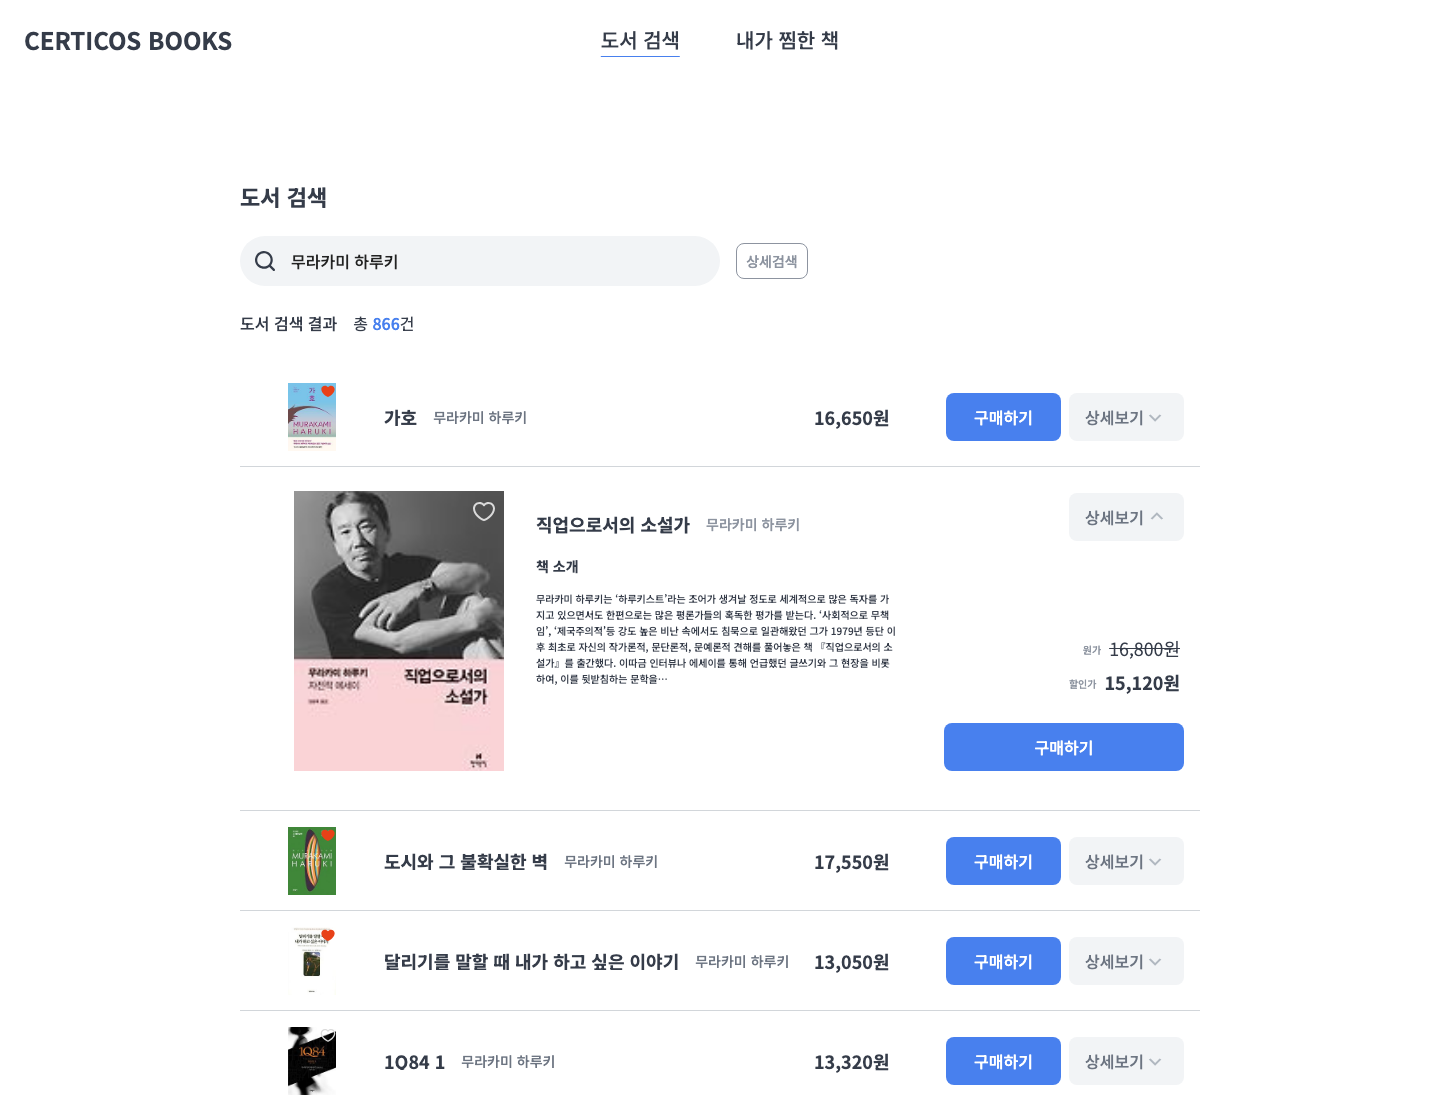 CERTICOS BOOKS
도서 검색
내가 찜한 책
도서 검색
무라카미 하루키
상세검색
도서 검색 결과 총 866건
가호
MURAKAMI
HARUKI
가호 무라카미 하루키 16,650원 구매하기 상세보기
무라카미 하루키
자전적 에세이
직업으로서의
소설가
직업으로서의 소설가 무라카미 하루키
상세보기
책 소개
무라카미 하루키는 ‘하루키스트’라는 조어가 생겨날 정도로 세계적으로 많은 독자를 가
지고 있으면서도 한편으로는 많은 평론가들의 혹독한 평가를 받는다. ‘사회적으로 무책
임’, ‘제국주의적’등 강도 높은 비난 속에서도 침묵으로 일관해왔던 그가 1979년 등단 이
후 최초로 자신의 작가론적, 문단론적, 문예론적 견해를 풀어놓은 책 『직업으로서의 소
설가』를 출간했다. 이따금 인터뷰나 에세이를 통해 언급했던 글쓰기와 그 현장을 비롯
하여, 이를 뒷받침하는 문학을…
원가 16,800원
할인가 15,120원
구매하기
MURAKAMI
HARUKI
도시와 그 불확실한 벽 무라카미 하루키 17,550원 구매하기 상세보기
달리기를 말할 때 내가 하고 싶은 이야기 무라카미 하루키 13,050원 구매하기 상세보기
1Q84
1Q84 1 무라카미 하루키 13,320원 구매하기 상세보기